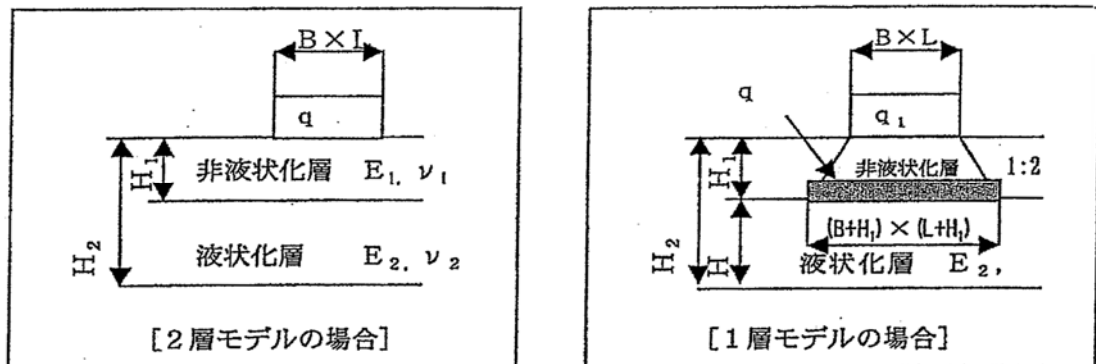 B×L
q
H₁
非液状化層 E₁, ν₁
H₂
液状化層 E₂, ν₂
[2層モデルの場合]
B×L
q
q₁
H₁
非液状化層
1:2
(B+H₁)×(L+H₁)
H₂
H
液状化層 E₂,
[1層モデルの場合]